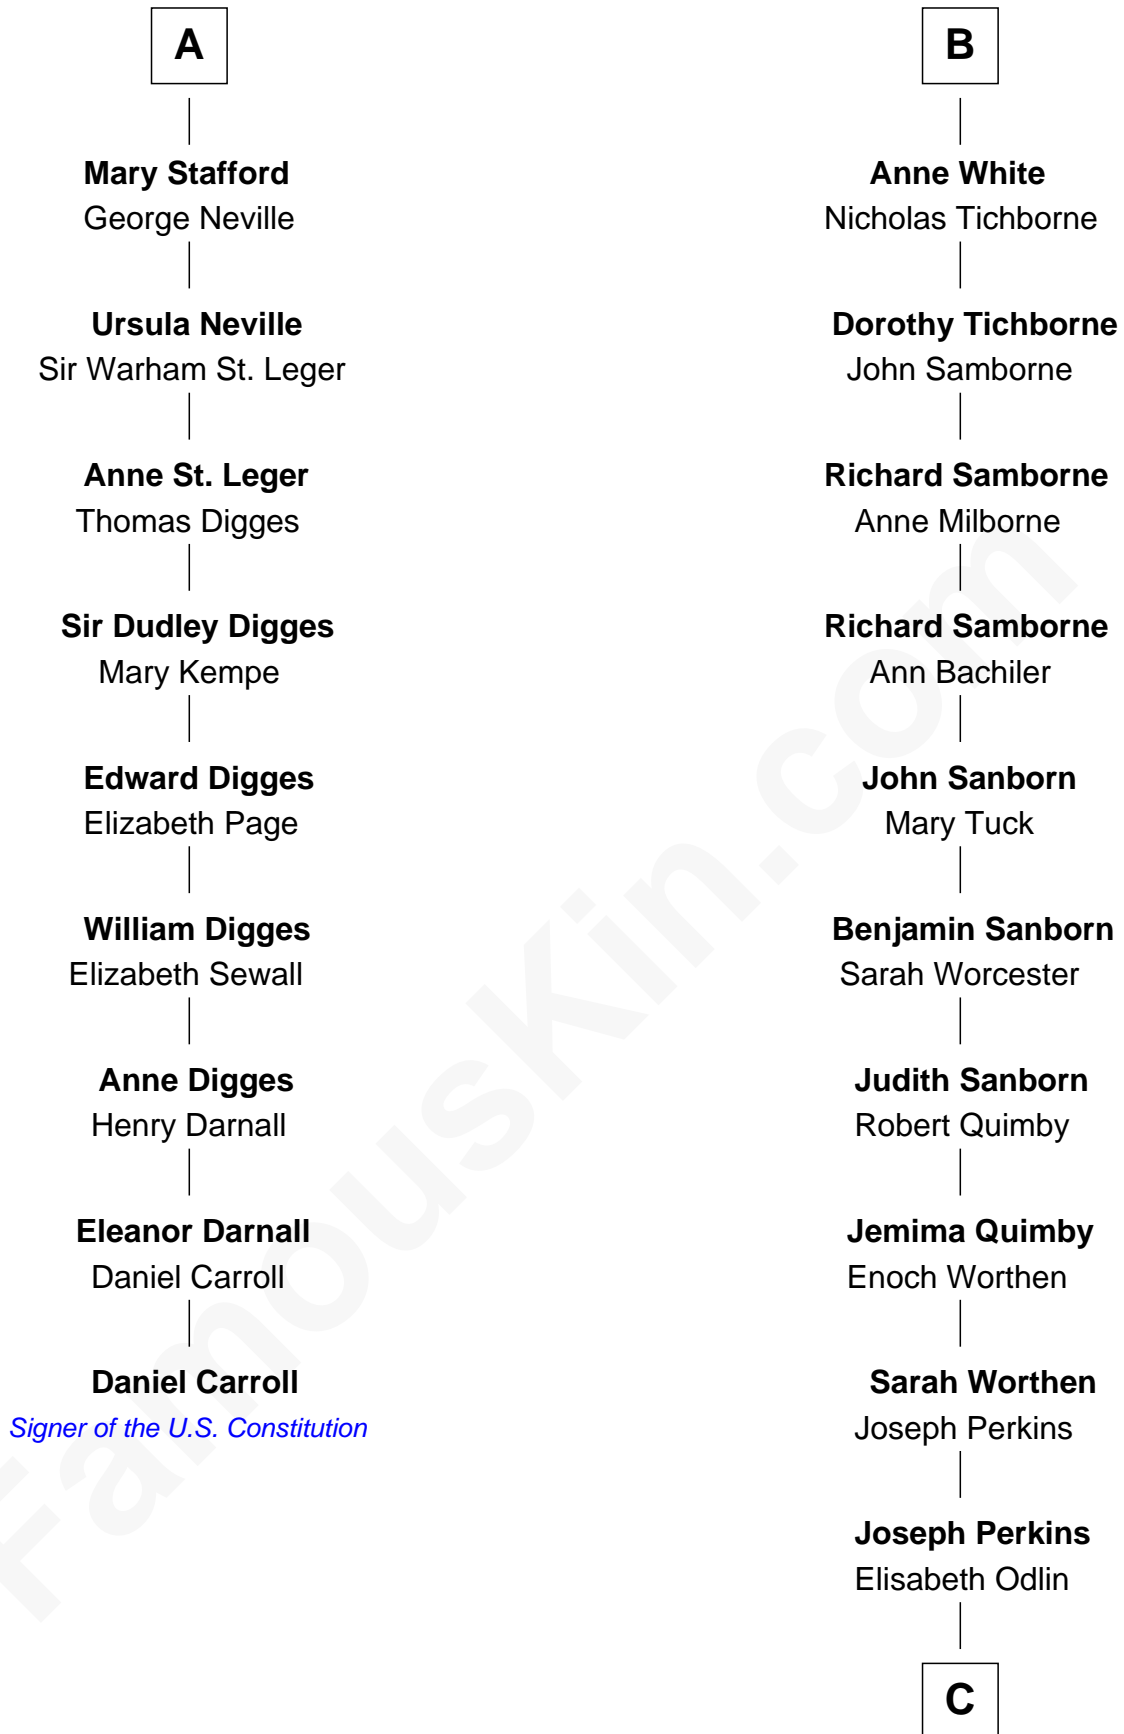 A
Mary Stafford
George Neville
Ursula Neville
Sir Warham St. Leger
Anne St. Leger
Thomas Digges
Sir Dudley Digges
Mary Kempe
Edward Digges
Elizabeth Page
William Digges
Elizabeth Sewall
Anne Digges
Henry Darnall
Eleanor Darnall
Daniel Carroll
Daniel Carroll
Signer of the U.S. Constitution
B
Anne White
Nicholas Tichborne
Dorothy Tichborne
John Samborne
Richard Samborne
Anne Milborne
Richard Samborne
Ann Bachiler
John Sanborn
Mary Tuck
Benjamin Sanborn
Sarah Worcester
Judith Sanborn
Robert Quimby
Jemima Quimby
Enoch Worthen
Sarah Worthen
Joseph Perkins
Joseph Perkins
Elisabeth Odlin
C
FamousKin.com